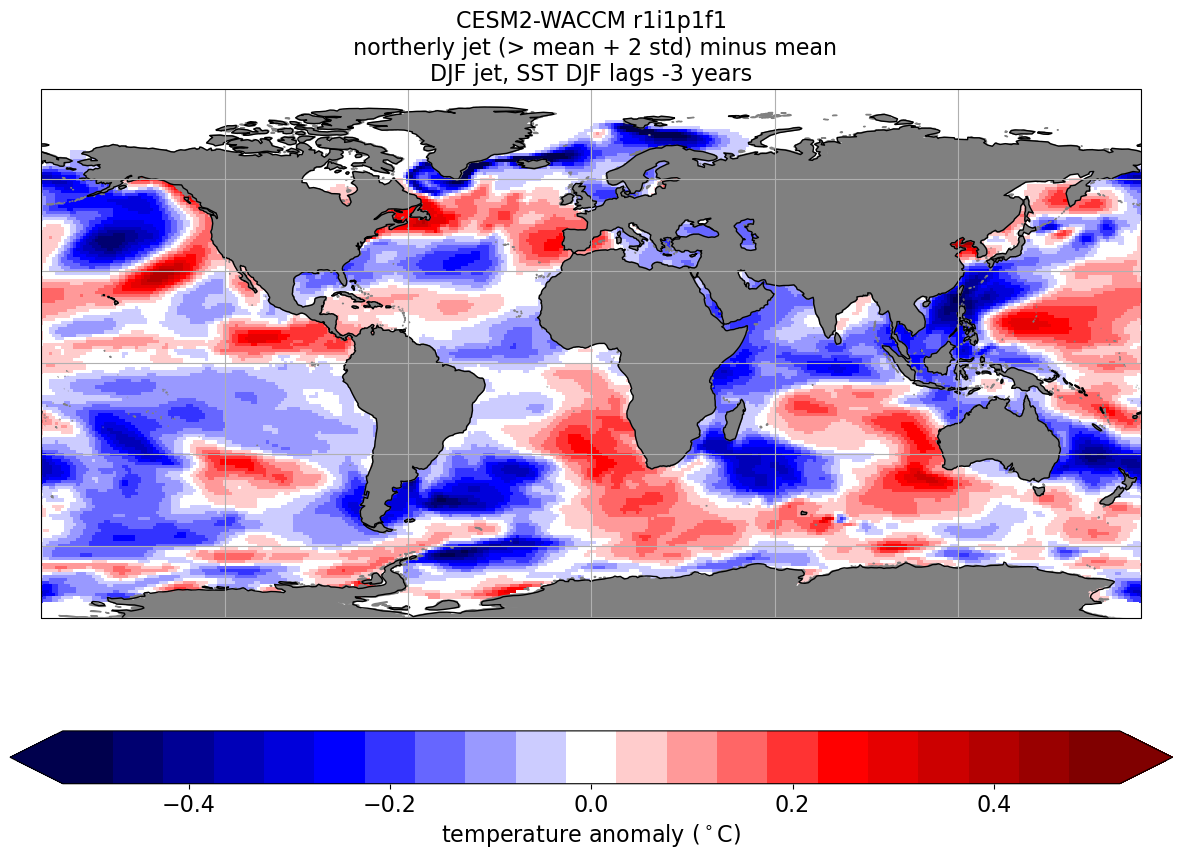 CESM2-WACCM r1i1p1f1
northerly jet (> mean + 2 std) minus mean
DJF jet, SST DJF lags -3 years
−0.4 −0.2 0.0 0.2 0.4
temperature anomaly (°C)